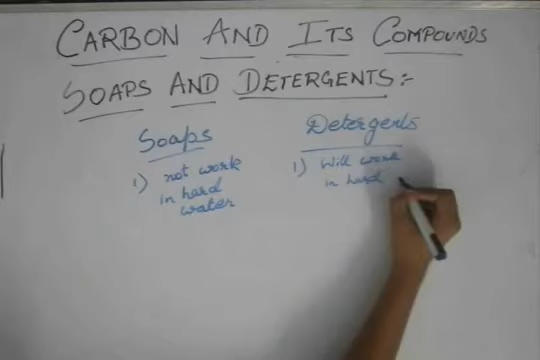 CARBON AND ITS COMPOUNDS
SOAPS AND DETERGENTS:-
Soaps
1) not work
in hard
water
Detergents
1) Will work
in hard